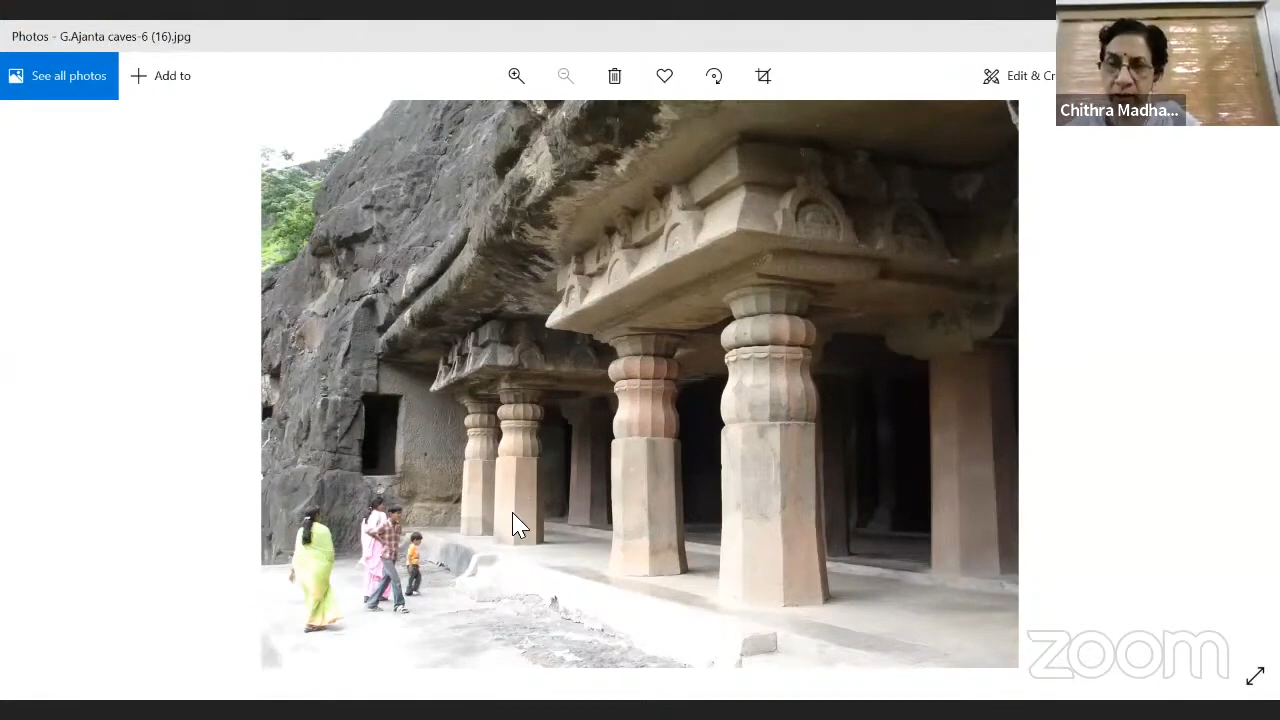 Photos - G.Ajanta caves-6 (16).jpg
See all photos
Add to
Edit & Cr
Chithra Madha...
zoom